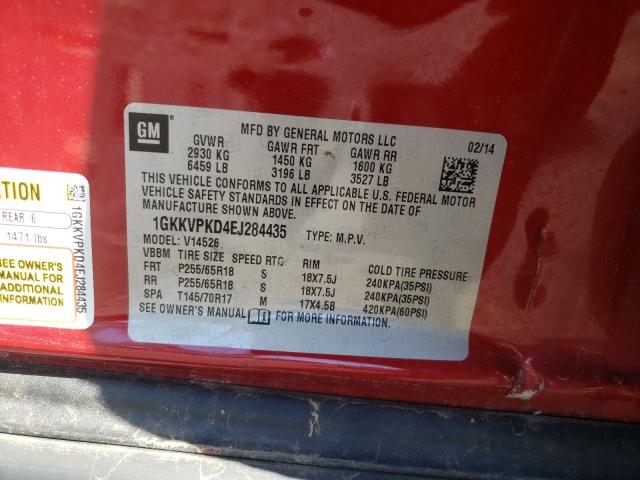 GM
MFD BY GENERAL MOTORS LLC
02/14
GVWR GAWR FRT GAWR RR
2930 KG 1450 KG 1600 KG
6459 LB 3196 LB 3527 LB
THIS VEHICLE CONFORMS TO ALL APPLICABLE U.S. FEDERAL MOTOR
VEHICLE SAFETY STANDARDS IN EFFECT ON THE DATE OF
MANUFACTURE SHOWN ABOVE.
1GKKVPKD4EJ284435 TYPE: M.P.V.
MODEL: V14526
VBBM TIRE SIZE SPEED RTG RIM COLD TIRE PRESSURE
FRT P255/65R18 S 18X7.5J 240KPA(35PSI)
RR P255/65R18 S 18X7.5J 240KPA(35PSI)
SPA T145/70R17 M 17X4.5B 420KPA(60PSI)
SEE OWNER'S MANUAL FOR MORE INFORMATION.
ATION
REAR 6
1471 lbs.
SEE OWNER'S
MANUAL FOR
ADDITIONAL
1GKKVPKD4EJ284435